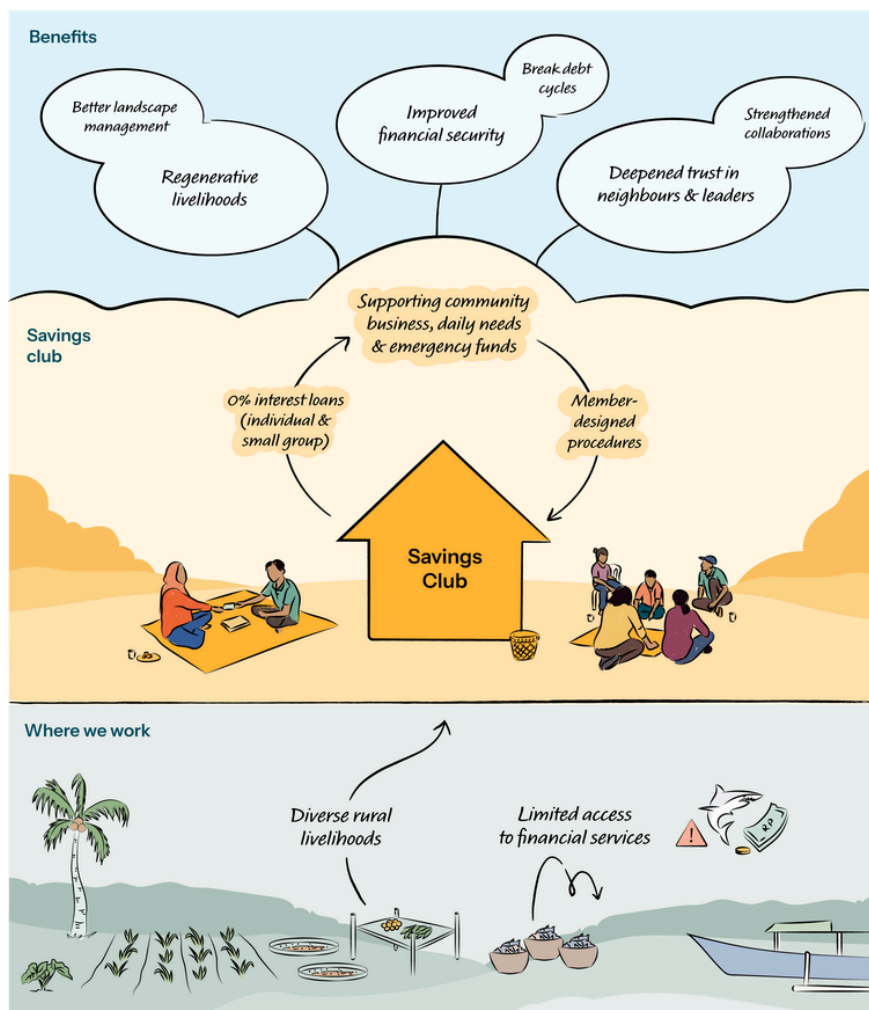 Benefits
Better landscape
management
Regenerative
livelihoods
Improved
financial security
Break debt
cycles
Deepened trust in
neighbours & leaders
Strengthened
collaborations
Savings
club
Supporting community
business, daily needs
& emergency funds
0% interest loans
(individual &
small group)
Member-
designed
procedures
Savings
Club
Where we work
Diverse rural
livelihoods
Limited access
to financial services
!
RP